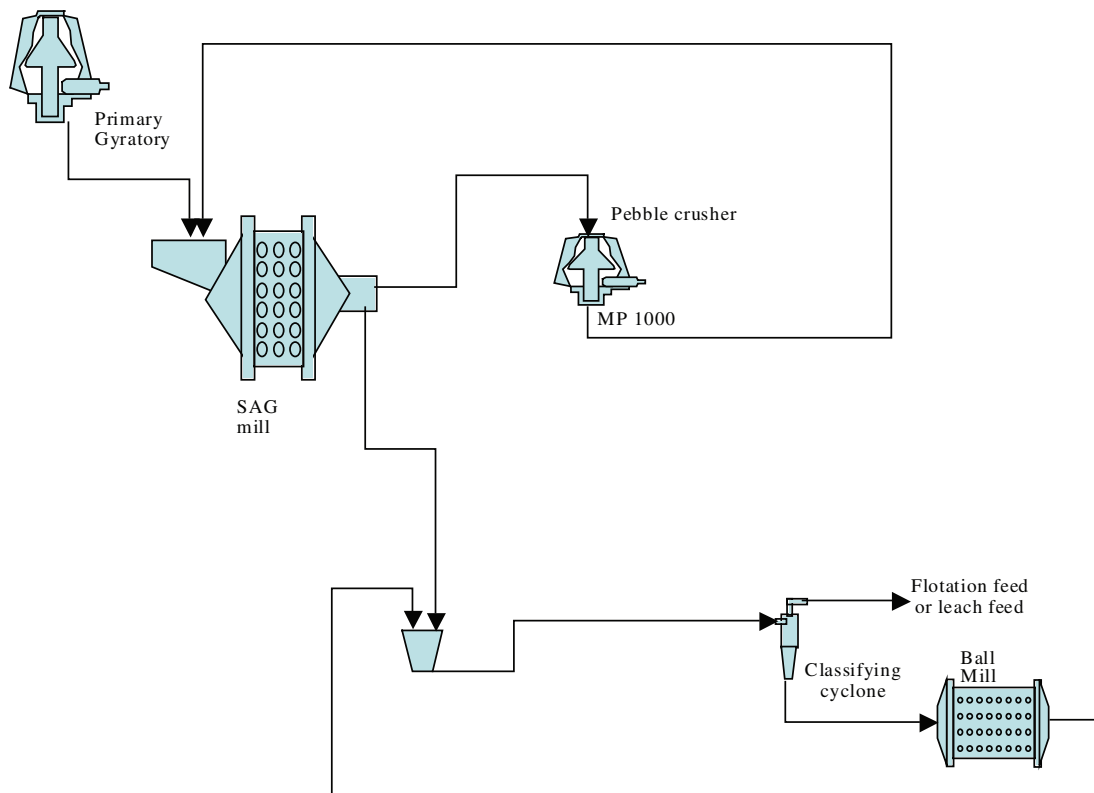 Primary
Gyratory
Pebble crusher
MP 1000
SAG
mill
Flotation feed
or leach feed
Classifying
cyclone
Ball
Mill